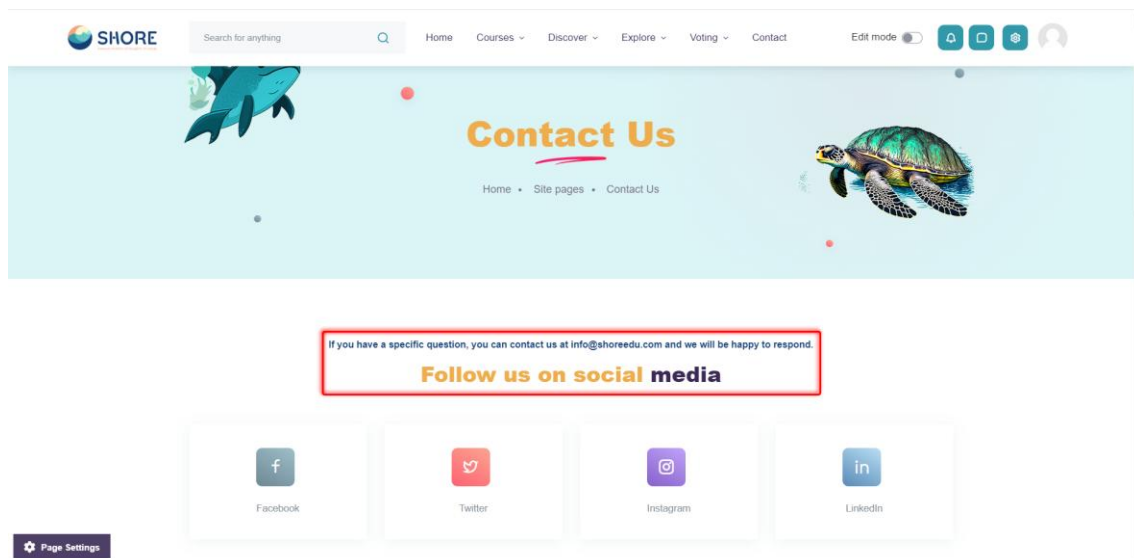 SHORE
Search for anything
Home Courses Discover Explore Voting Contact
Edit mode
Contact Us
Home • Site pages • Contact Us
If you have a specific question, you can contact us at info@shoreedu.com and we will be happy to respond.
Follow us on social media
f
in
Facebook Twitter Instagram LinkedIn
Page Settings